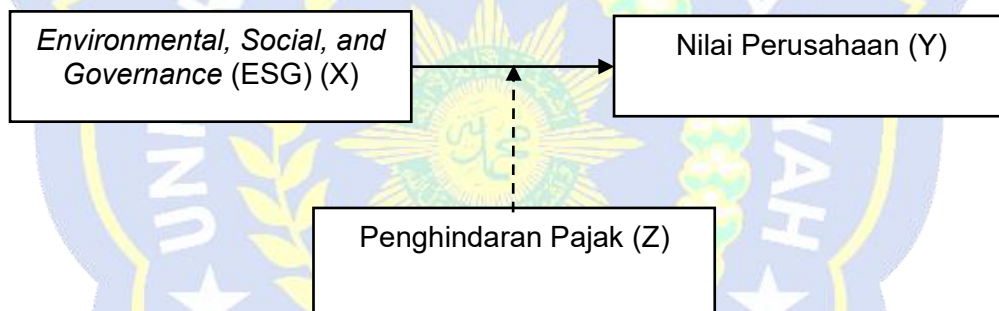 Environmental, Social, and
Governance (ESG) (X)
Nilai Perusahaan (Y)
Penghindaran Pajak (Z)